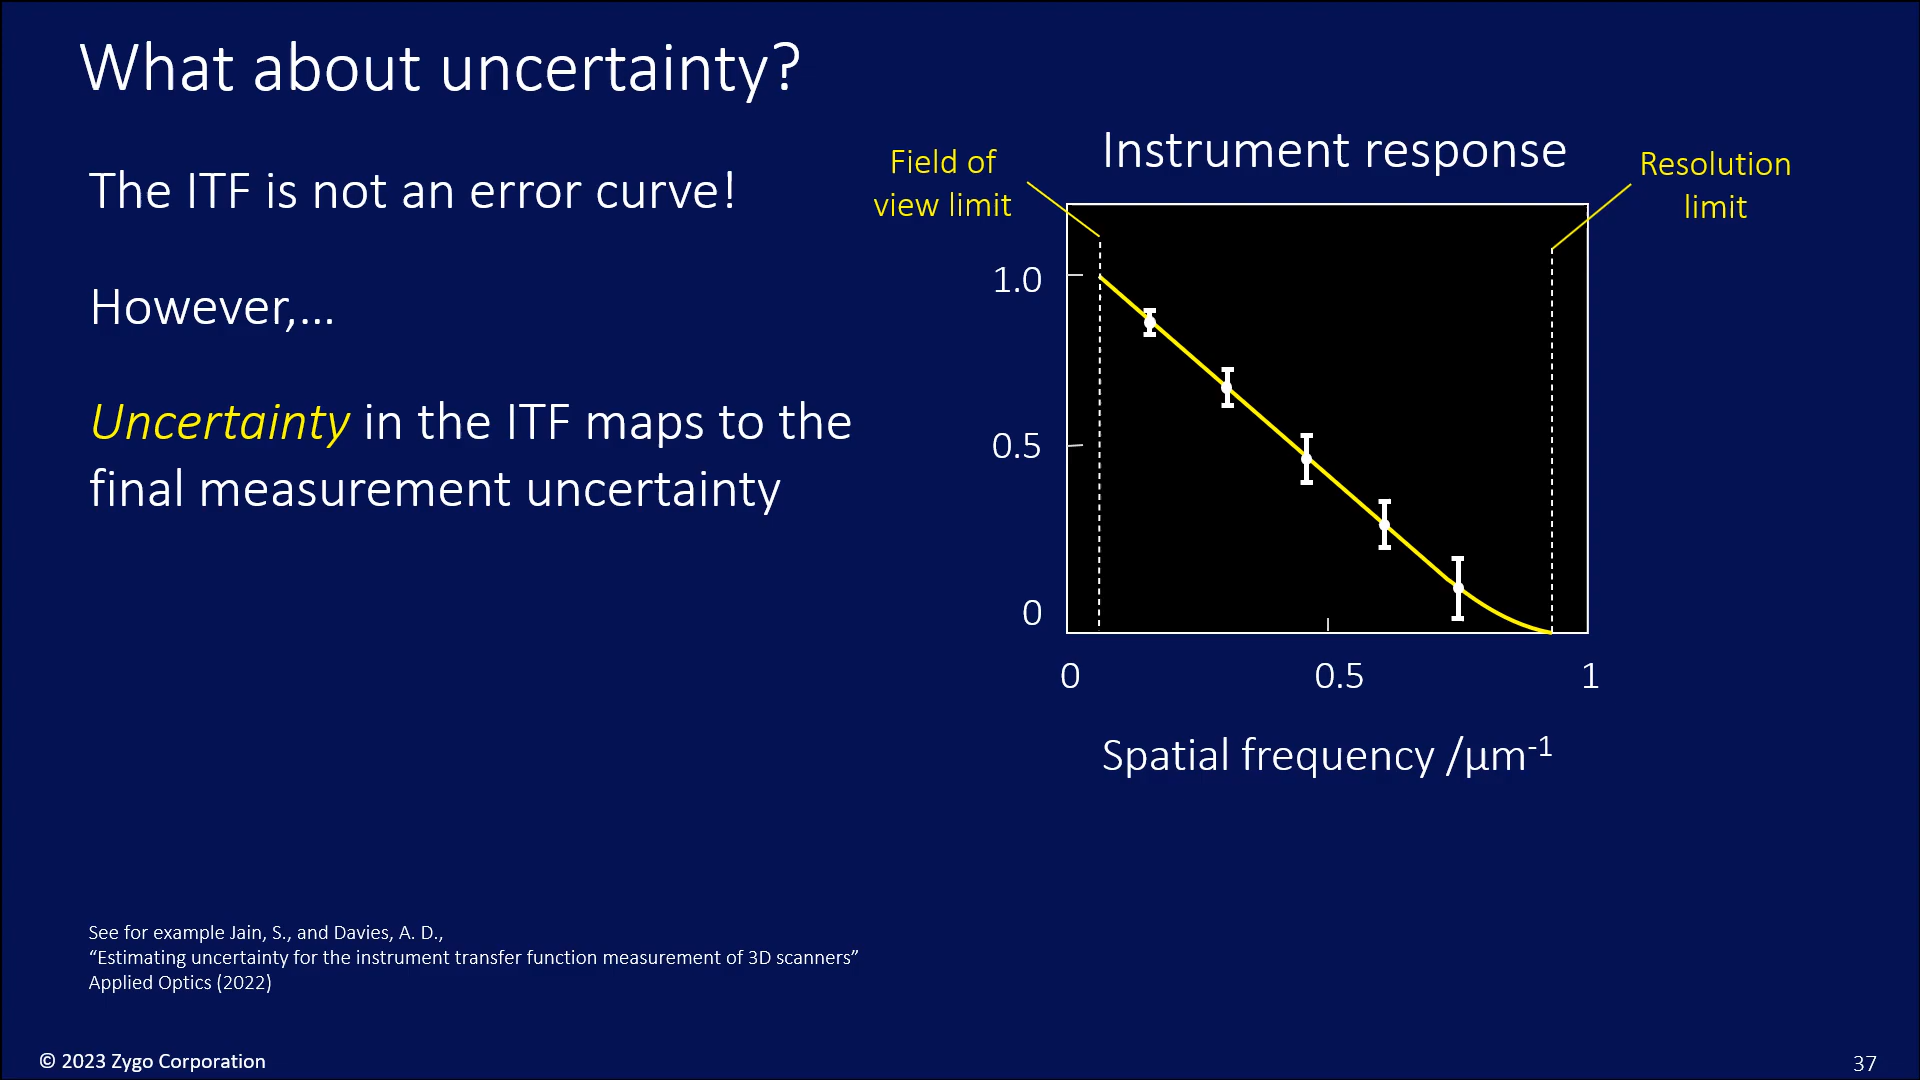 What about uncertainty?
The ITF is not an error curve!
However,...
Uncertainty in the ITF maps to the
final measurement uncertainty
Instrument response
Field of
view limit
Resolution
limit
1.0
0.5
0
0 0.5 1
Spatial frequency /µm⁻¹
See for example Jain, S., and Davies, A. D.,
“Estimating uncertainty for the instrument transfer function measurement of 3D scanners”
Applied Optics (2022)
© 2023 Zygo Corporation
37